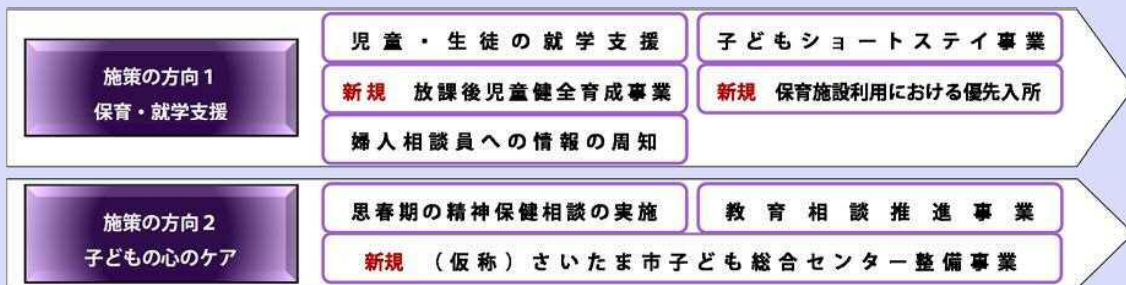 施策の方向1
保育・就学支援
児童・生徒の就学支援
子どもショートステイ事業
新規 放課後児童健全育成事業
新規 保育施設利用における優先入所
婦人相談員への情報の周知
施策の方向2
子どもの心のケア
思春期の精神保健相談の実施
教育相談推進事業
新規 (仮称)さいたま市子ども総合センター整備事業